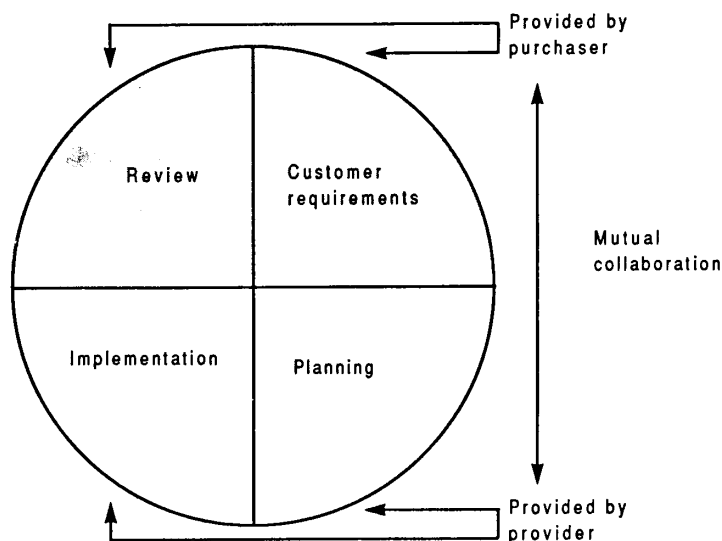 Provided by
purchaser
Review
Customer
requirements
Mutual
collaboration
Implementation
Planning
Provided by
provider